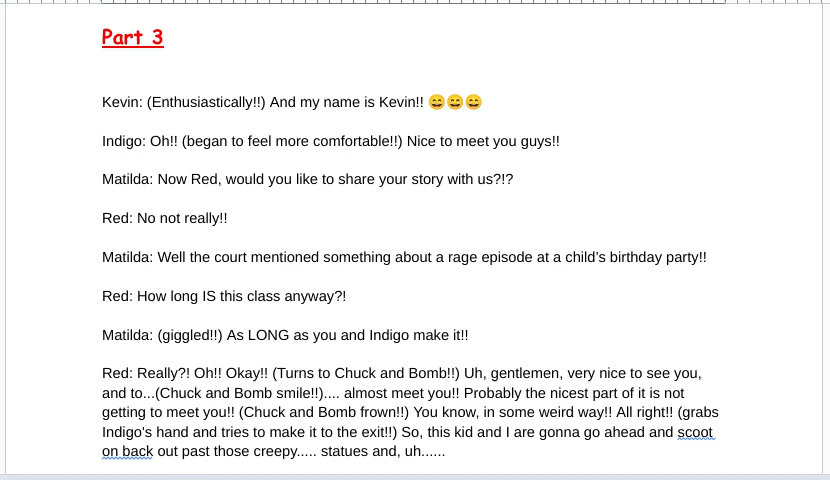 Part 3
Kevin: (Enthusiastically!!) And my name is Kevin!! 😄😄😄
Indigo: Oh!! (began to feel more comfortable!!) Nice to meet you guys!!
Matilda: Now Red, would you like to share your story with us?!?
Red: No not really!!
Matilda: Well the court mentioned something about a rage episode at a child’s birthday party!!
Red: How long IS this class anyway?!
Matilda: (giggled!!) As LONG as you and Indigo make it!!
Red: Really?! Oh!! Okay!! (Turns to Chuck and Bomb!!) Uh, gentlemen, very nice to see you,
and to...(Chuck and Bomb smile!!).... almost meet you!! Probably the nicest part of it is not
getting to meet you!! (Chuck and Bomb frown!!) You know, in some weird way!! All right!! (grabs
Indigo's hand and tries to make it to the exit!!) So, this kid and I are gonna go ahead and scoot
on back out past those creepy..... statues and, uh......